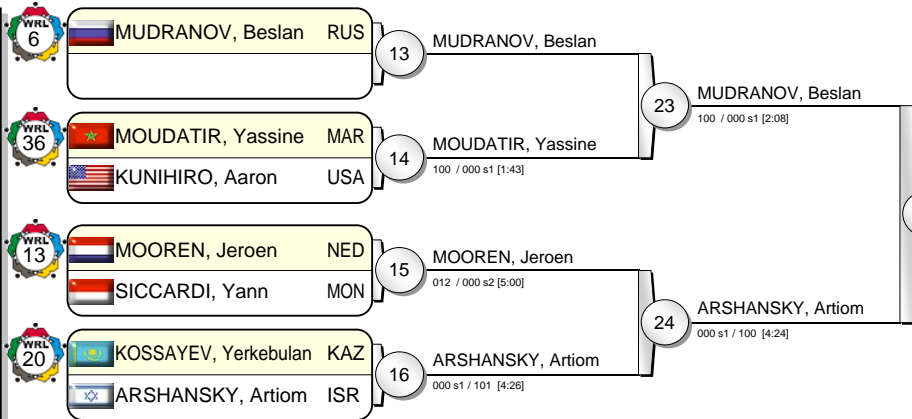 WRL
6
MUDRANOV, Beslan RUS
13
MUDRANOV, Beslan
WRL
36
MOUDATIR, Yassine MAR
KUNIHIRO, Aaron USA
14
MOUDATIR, Yassine
100 / 000 s1 [1:43]
23
MUDRANOV, Beslan
100 / 000 s1 [2:08]
WRL
13
MOOREN, Jeroen NED
SICCARDI, Yann MON
15
MOOREN, Jeroen
012 / 000 s2 [5:00]
WRL
20
KOSSAYEV, Yerkebulan KAZ
ARSHANSKY, Artiom ISR
16
ARSHANSKY, Artiom
000 s1 / 101 [4:26]
24
ARSHANSKY, Artiom
000 s1 / 100 [4:24]